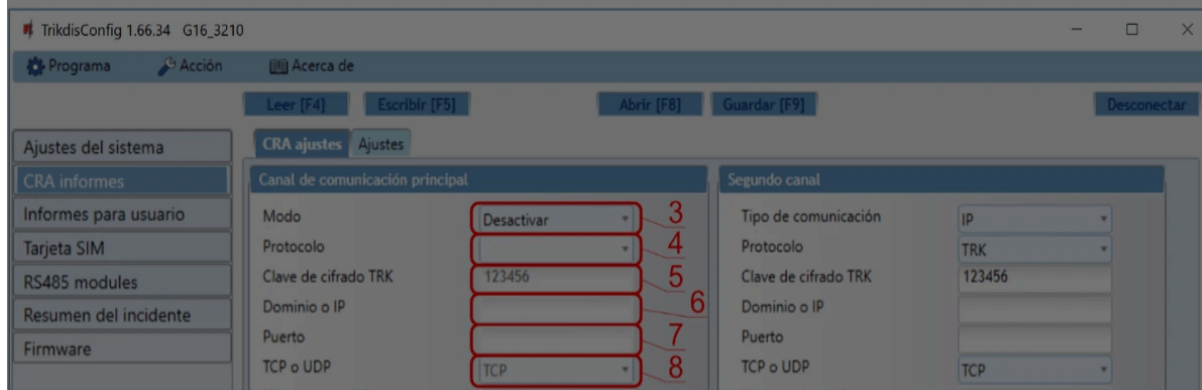 TrikdisConfig 1.66.34 G16_3210
Programa Acción Acerca de
Leer [F4] Escribir [F5] Abrir [F8] Guardar [F9] Desconectar
Ajustes del sistema
CRA informes
Informes para usuario
Tarjeta SIM
RS485 modules
Resumen del incidente
Firmware
CRA ajustes Ajustes
Canal de comunicación principal
Modo Desactivar 3
Protocolo 4
Clave de cifrado TRK 123456 5
Dominio o IP 6
Puerto 7
TCP o UDP TCP 8
Segundo canal
Tipo de comunicación IP
Protocolo TRK
Clave de cifrado TRK 123456
Dominio o IP
Puerto
TCP o UDP TCP